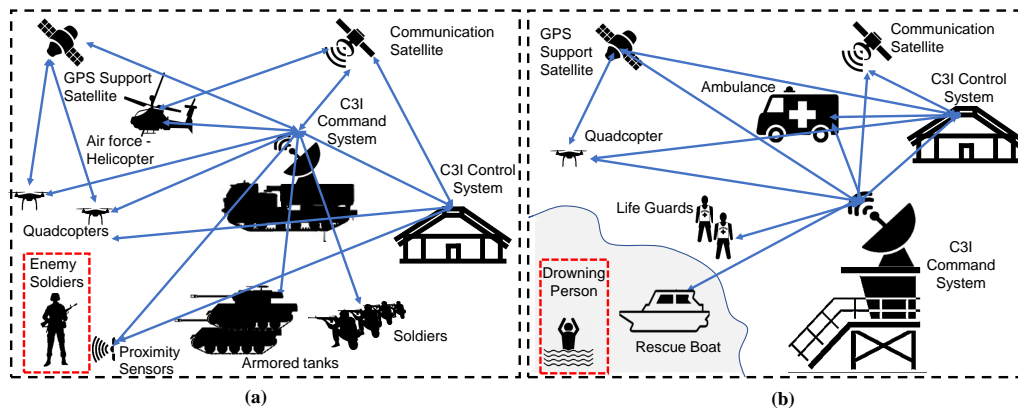 GPS Support
Satellite
Communication
Satellite
Air force -
Helicopter
C3I
Command
System
C3I Control
System
Quadcopters
Enemy
Soldiers
Proximity
Sensors
Armored tanks
Soldiers
(a)
GPS
Support
Satellite
Communication
Satellite
Ambulance
C3I Control
System
Quadcopter
Life Guards
C3I
Command
System
Drowning
Person
Rescue Boat
(b)